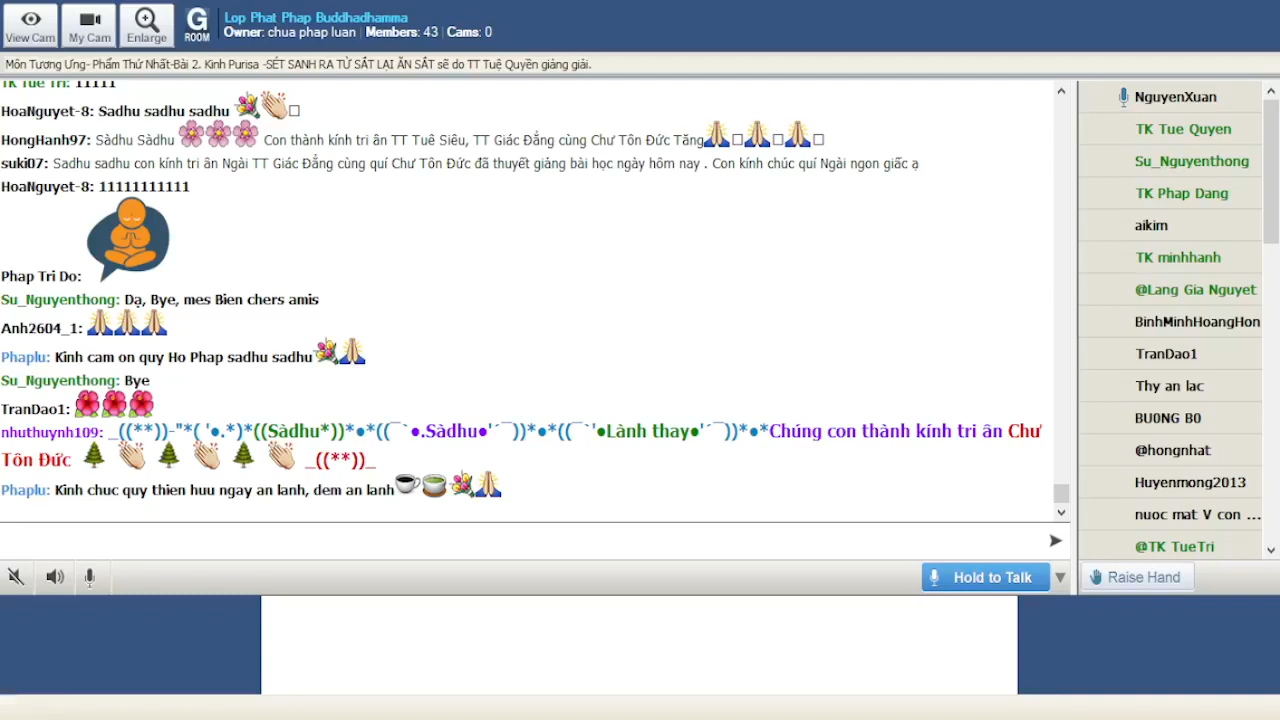 View Cam
My Cam
Enlarge
G
ROOM
Lop Phat Phap Buddhadhamma
Owner: chua phap luan | Members: 43 | Cams: 0
Môn Tương Ưng- Phẩm Thứ Nhất-Bài 2. Kinh Purisa -SÉT SANH RA TỪ SẮT LẠI ĂN SẮT sẽ do TT Tuệ Quyền giảng giải.
TK Tue Tri: 11111
HoaNguyet-8: Sadhu sadhu sadhu
HongHanh97: Sàdhu Sàdhu Con thành kính tri ân TT Tuê Siêu, TT Giác Đẳng cùng Chư Tôn Đức Tăng
suki07: Sadhu sadhu con kính tri ân Ngài TT Giác Đẳng cùng quí Chư Tôn Đức đã thuyết giảng bài học ngày hôm nay . Con kính chúc quí Ngài ngon giấc ạ
HoaNguyet-8: 11111111111
Phap Tri Do:
Su_Nguyenthong: Dạ, Bye, mes Bien chers amis
Anh2604_1:
Phaplu: Kinh cam on quy Ho Phap sadhu sadhu
Su_Nguyenthong: Bye
TranDao1:
nhuthuynh109: _((**))-"*( '●.*)*((Sàdhu*))*●*((¯`●.Sàdhu●'´¯))*●*((¯`'●Lành thay●'´¯))*●*Chúng con thành kính tri ân Chư
Tôn Đức _((**))_
Phaplu: Kinh chuc quy thien huu ngay an lanh, dem an lanh
Hold to Talk
NguyenXuan
TK Tue Quyen
Su_Nguyenthong
TK Phap Dang
aikim
TK minhhanh
@Lang Gia Nguyet
BinhMinhHoangHon
TranDao1
Thy an lac
BU0NG B0
@hongnhat
Huyenmong2013
nuoc mat V con ...
@TK TueTri
Raise Hand